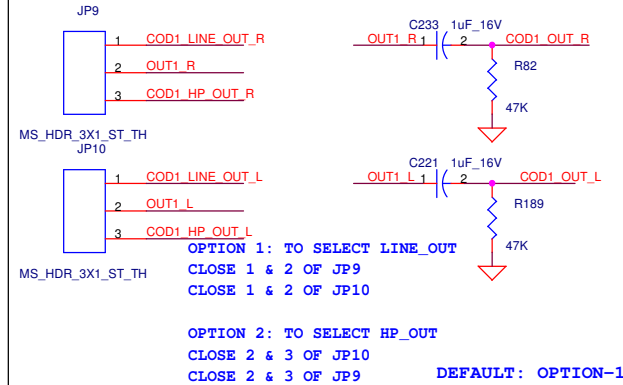 JP9
1 COD1_LINE_OUT_R
2 OUT1_R
3 COD1_HP_OUT_R
MS_HDR_3X1_ST_TH
C233 1uF_16V
OUT1_R 1 2 COD1_OUT_R
R82
47K
JP10
1 COD1_LINE_OUT_L
2 OUT1_L
3 COD1_HP_OUT_L
MS_HDR_3X1_ST_TH
C221 1uF_16V
OUT1_L 1 2 COD1_OUT_L
R189
47K
OPTION 1: TO SELECT LINE_OUT
CLOSE 1 & 2 OF JP9
CLOSE 1 & 2 OF JP10
OPTION 2: TO SELECT HP_OUT
CLOSE 2 & 3 OF JP10
CLOSE 2 & 3 OF JP9
DEFAULT: OPTION-1